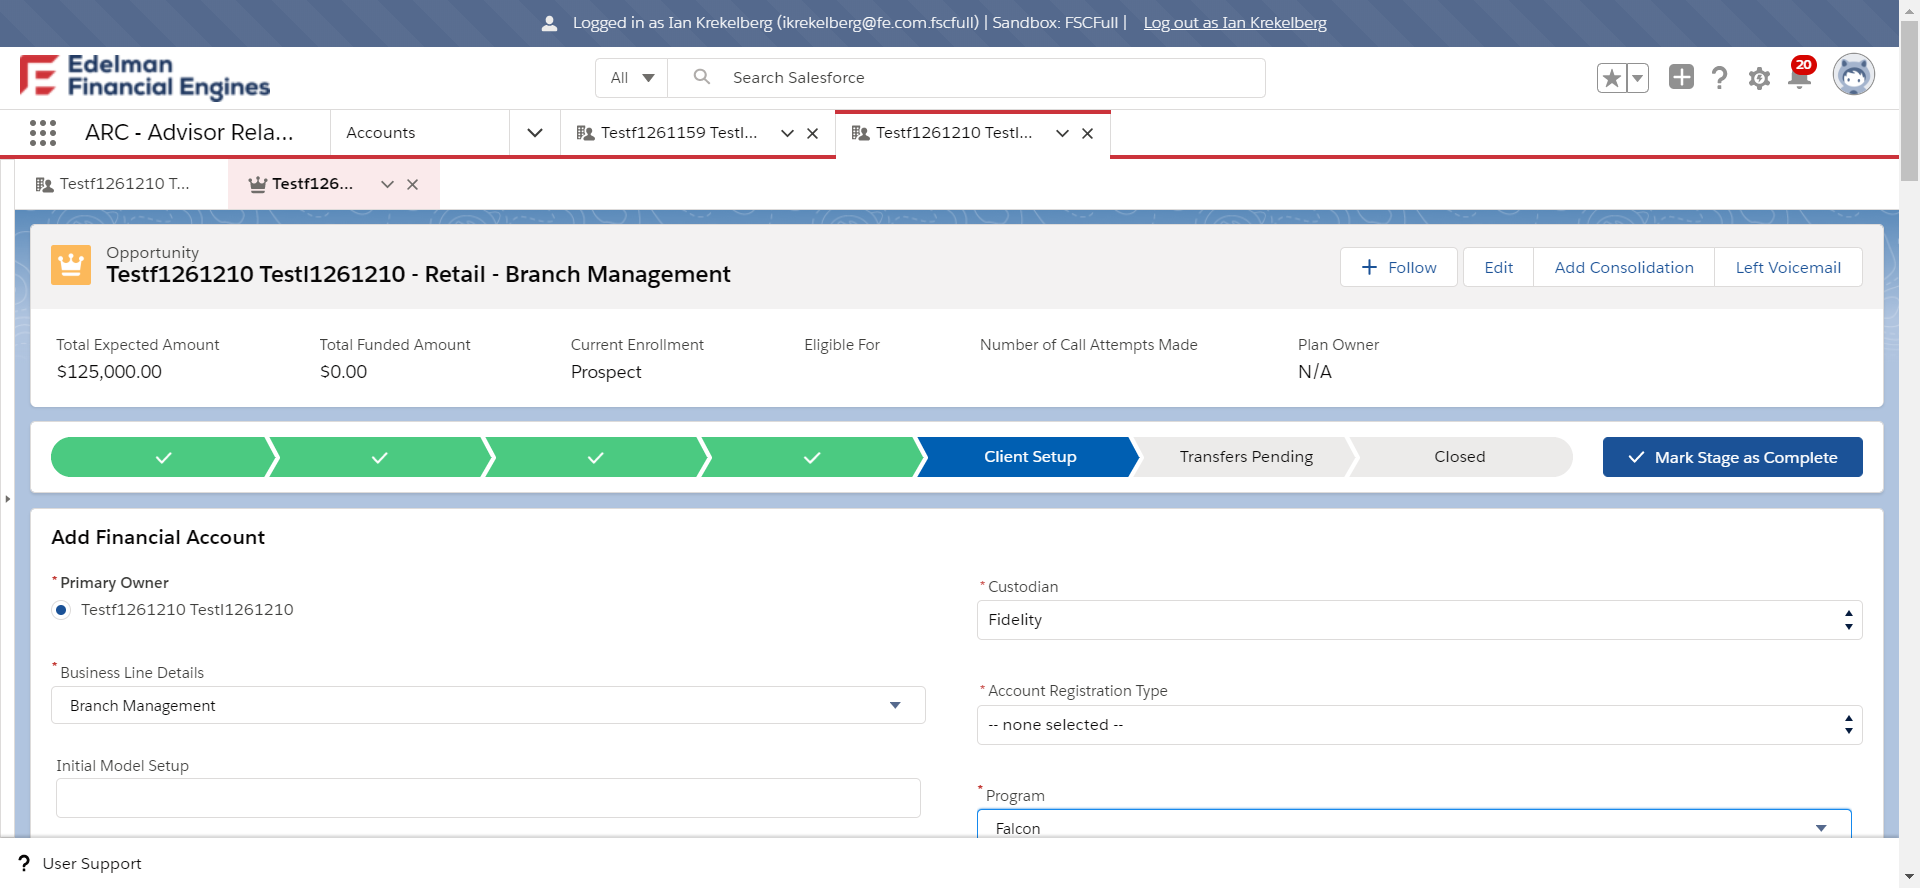 Logged in as Ian Krekelberg (ikrekelberg@fe.com.fscfull) | Sandbox: FSCFull | Log out as Ian Krekelberg
Edelman
Financial Engines
All
Search Salesforce
20
ARC - Advisor Rela...
Accounts
Testf1261159 Testl...
Testf1261210 Testl...
Testf1261210 T...
Testf126...
Opportunity
Testf1261210 Testl1261210 - Retail - Branch Management
Follow
Edit
Add Consolidation
Left Voicemail
Total Expected Amount
$125,000.00
Total Funded Amount
$0.00
Current Enrollment
Prospect
Eligible For
Number of Call Attempts Made
Plan Owner
N/A
Client Setup
Transfers Pending
Closed
Mark Stage as Complete
Add Financial Account
* Primary Owner
Testf1261210 Testl1261210
* Custodian
Fidelity
* Business Line Details
Branch Management
* Account Registration Type
-- none selected --
Initial Model Setup
* Program
Falcon
? User Support